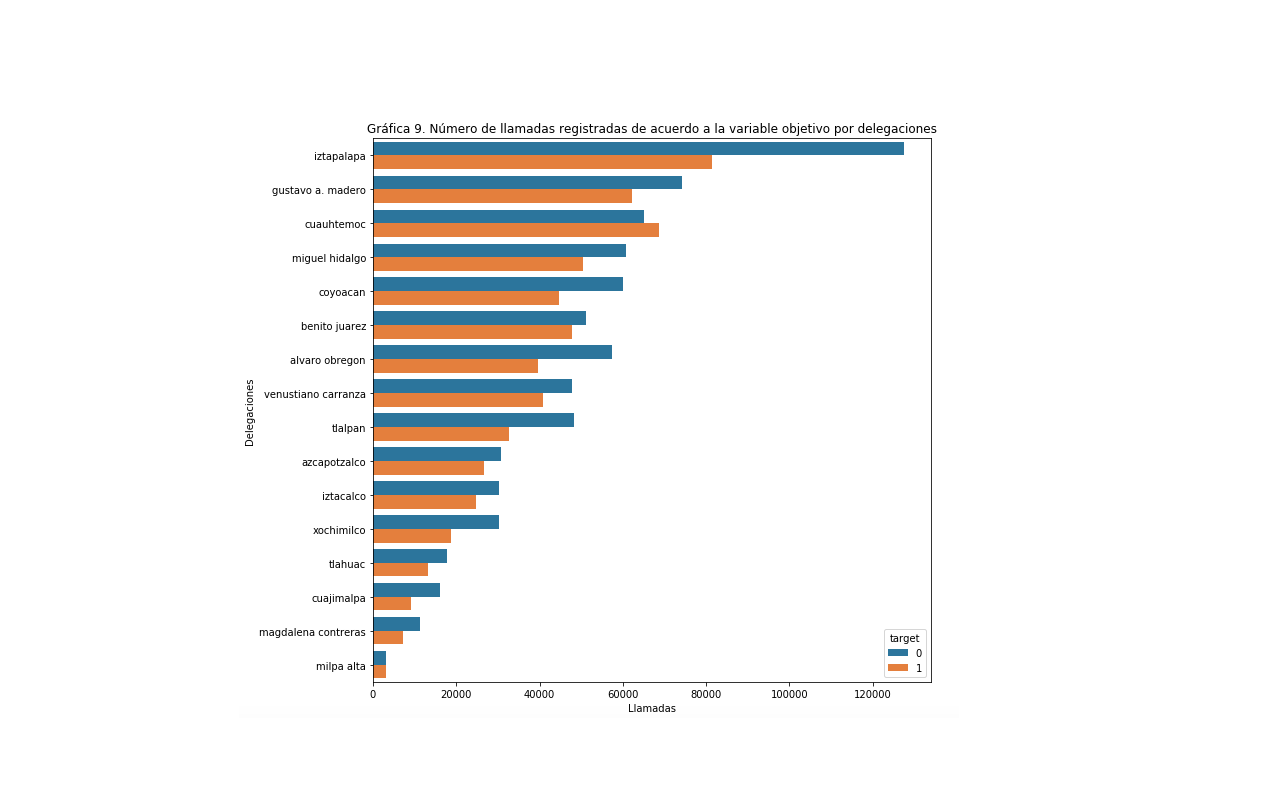 Gráfica 9. Número de llamadas registradas de acuerdo a la variable objetivo por delegaciones
Delegaciones
iztapalapa
gustavo a. madero
cuauhtemoc
miguel hidalgo
coyoacan
benito juarez
alvaro obregon
venustiano carranza
tlalpan
azcapotzalco
iztacalco
xochimilco
tlahuac
cuajimalpa
magdalena contreras
milpa alta
target
0
1
0 20000 40000 60000 80000 100000 120000
Llamadas